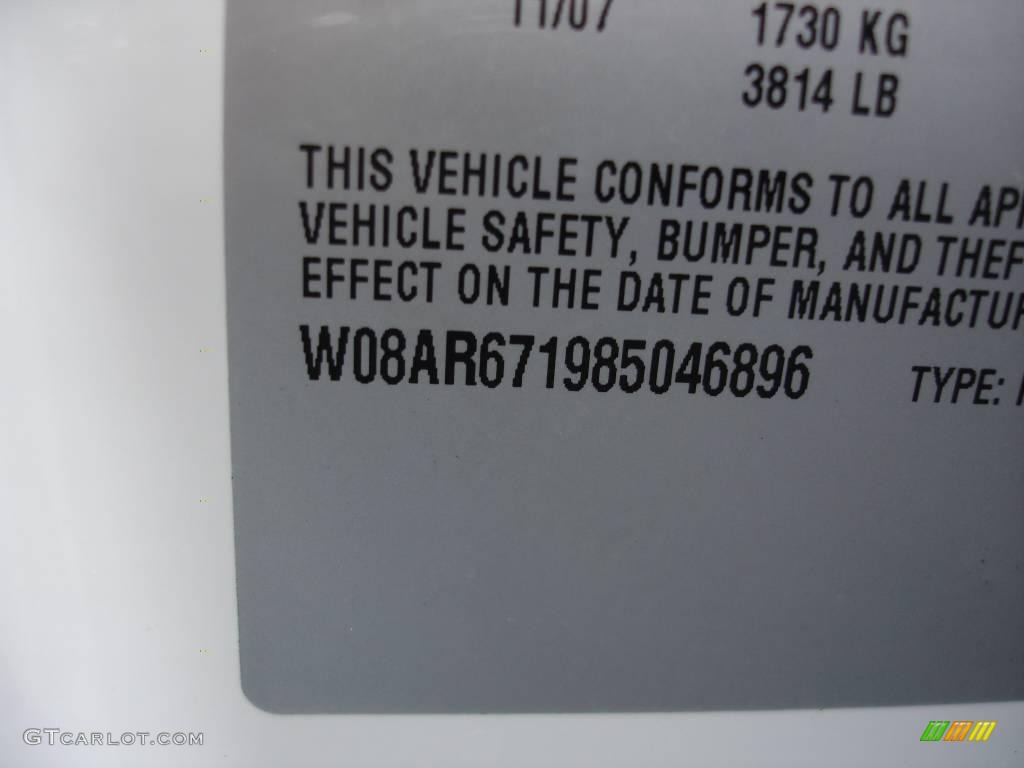 11/07 1730 KG
3814 LB
THIS VEHICLE CONFORMS TO ALL AP
VEHICLE SAFETY, BUMPER, AND THEF
EFFECT ON THE DATE OF MANUFACTU
W08AR671985046896 TYPE:
GTCARLOT.COM